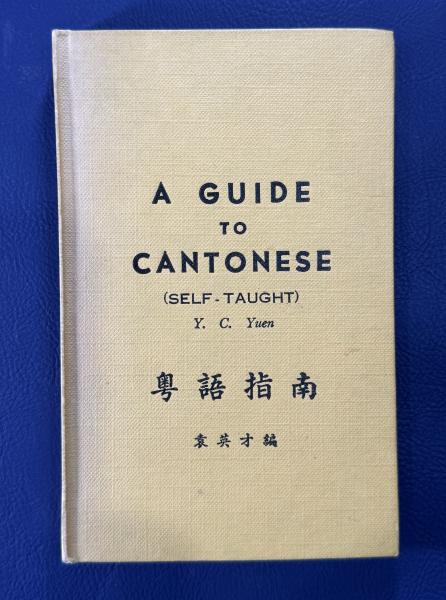 A GUIDE
TO
CANTONESE
(SELF-TAUGHT)
Y. C. Yuen
粵語指南
袁英才編